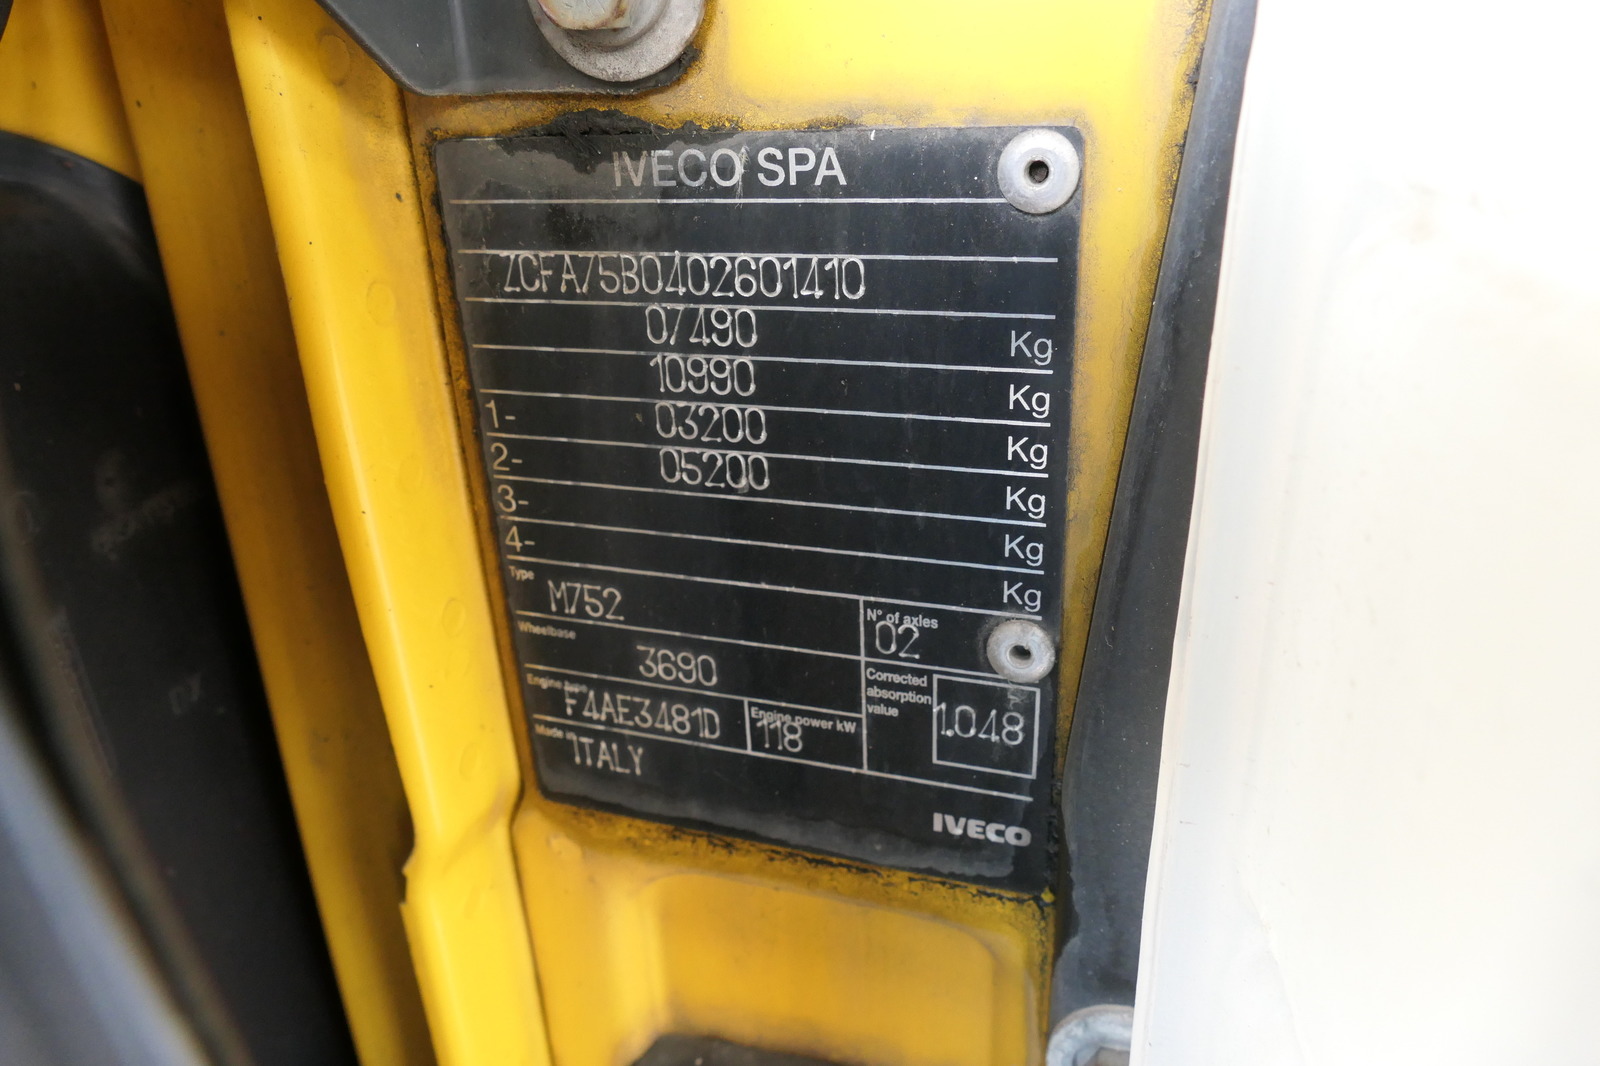 IVECO SPA
ZCFA75B0402601410
07490 Kg
10990 Kg
1- 03200 Kg
2- 05200 Kg
3- Kg
4- Kg
Type M752
N° of axles 02
Wheelbase 3690
Corrected absorption value 1.048
Engine type F4AE3481D
Engine power kW 118
Made in ITALY
IVECO